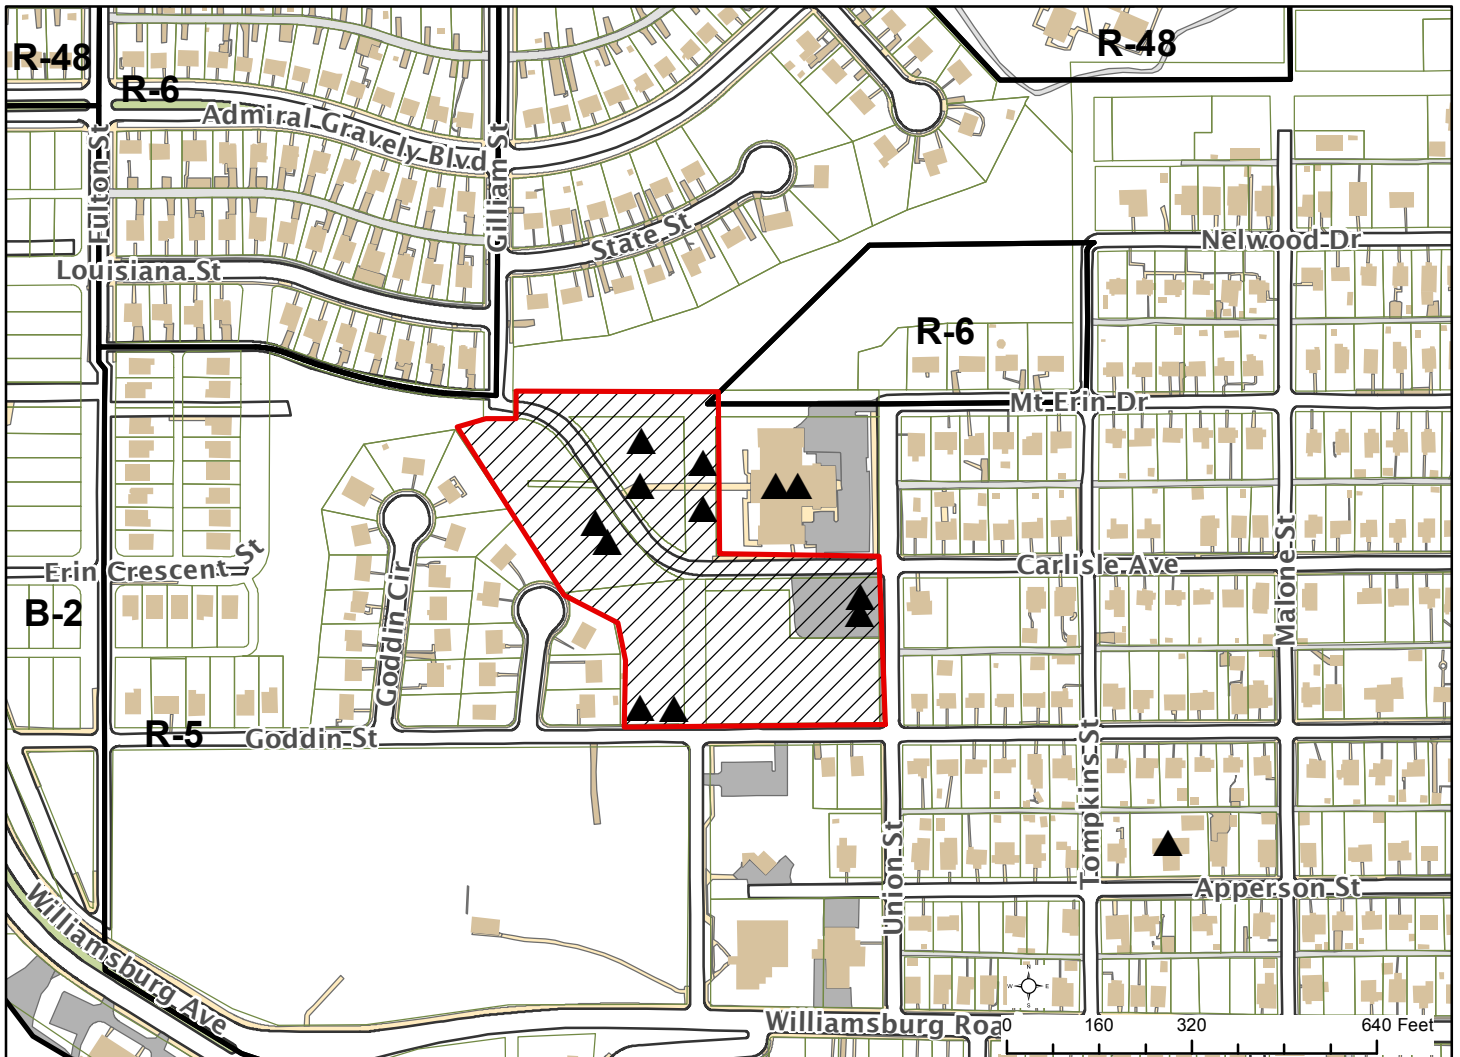 R-48
R-6
R-48
Admiral Gravely Blvd
Fulton St
Gilliam St
State St
Nelwood Dr
Louisiana St
R-6
Mt Erin Dr
Erin Crescent St
Carlisle Ave
Malone St
B-2
Goddin Cir
R-5
Goddin St
Tompkins St
Union St
Apperson St
Williamsburg Ave
N
W E
S
Williamsburg Roa
0 160 320 640 Feet